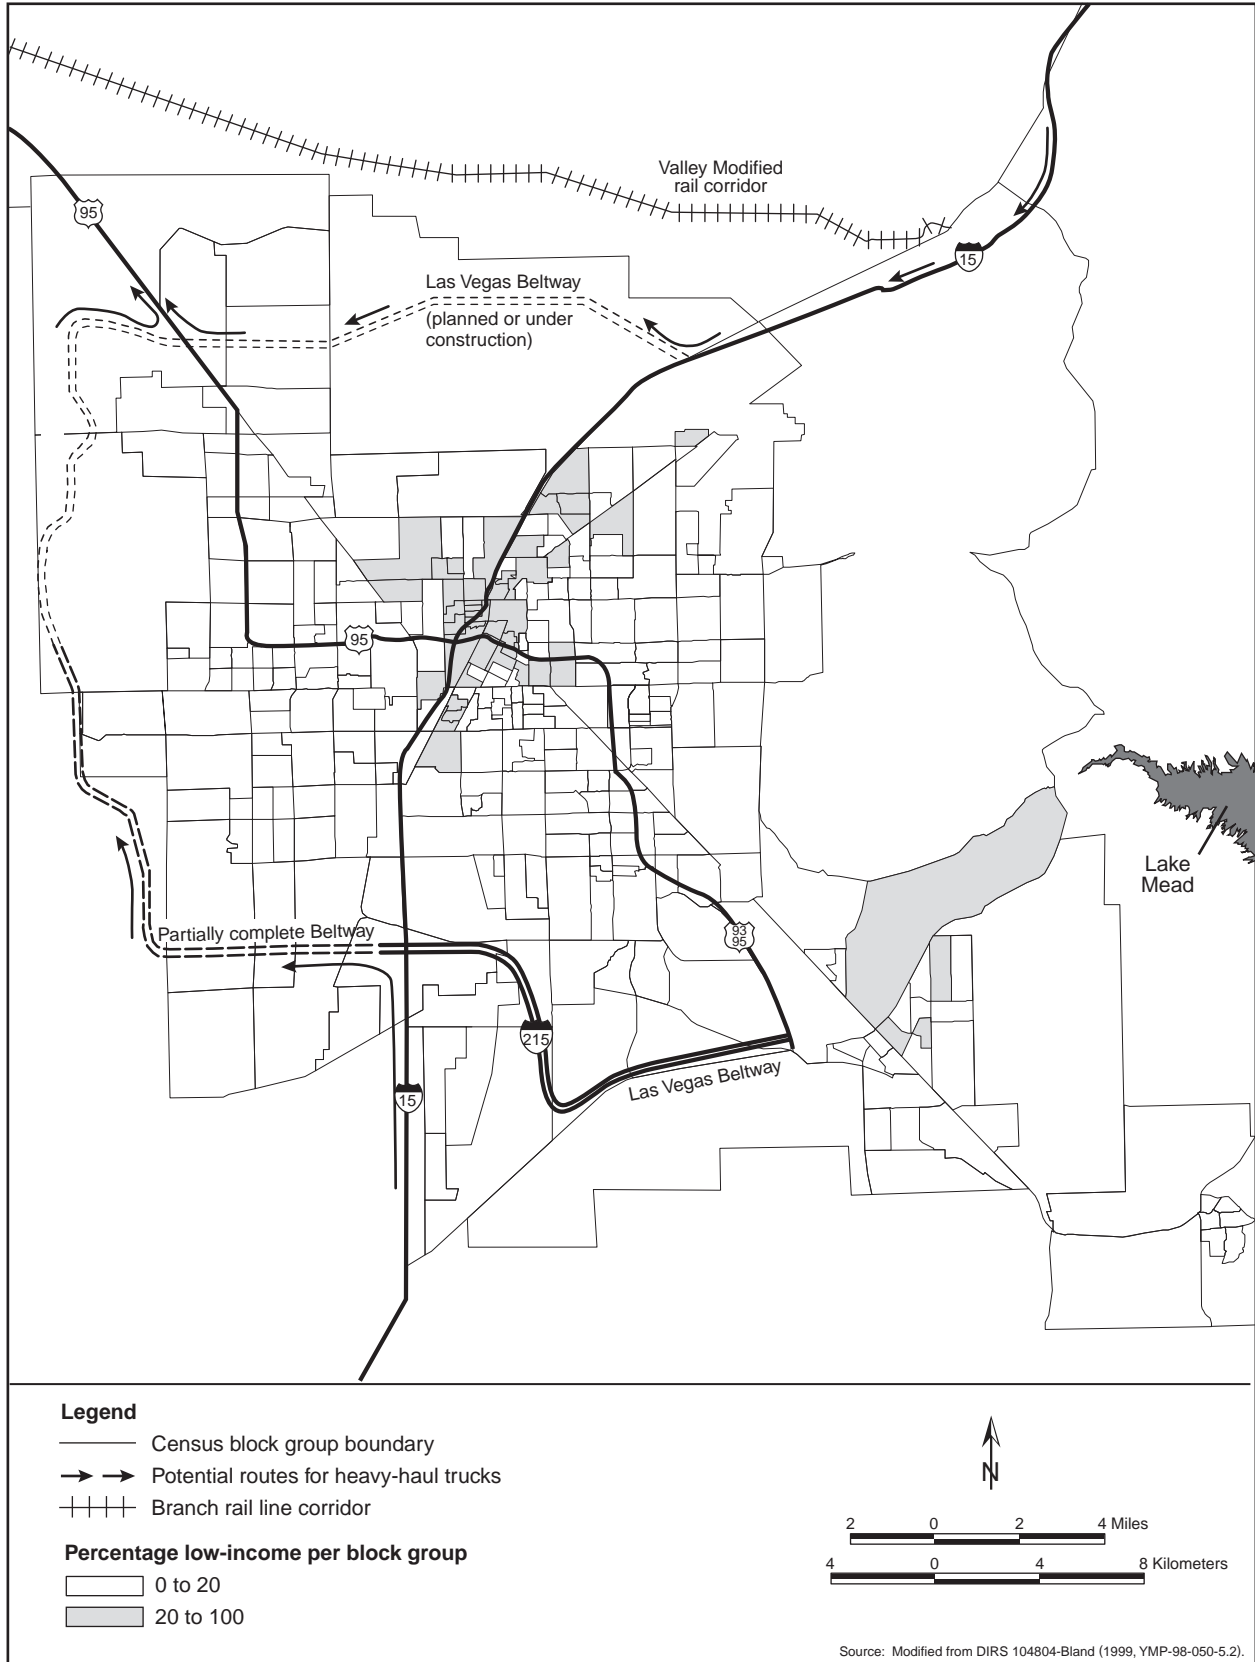 Valley Modified
rail corridor
95
15
Las Vegas Beltway
(planned or under
construction)
95
Lake
Mead
Partially complete Beltway
93
95
215
Las Vegas Beltway
15
Legend
Census block group boundary
Potential routes for heavy-haul trucks
Branch rail line corridor
Percentage low-income per block group
0 to 20
20 to 100
N
2 0 2 4 Miles
4 0 4 8 Kilometers
Source: Modified from DIRS 104804-Bland (1999, YMP-98-050-5.2).